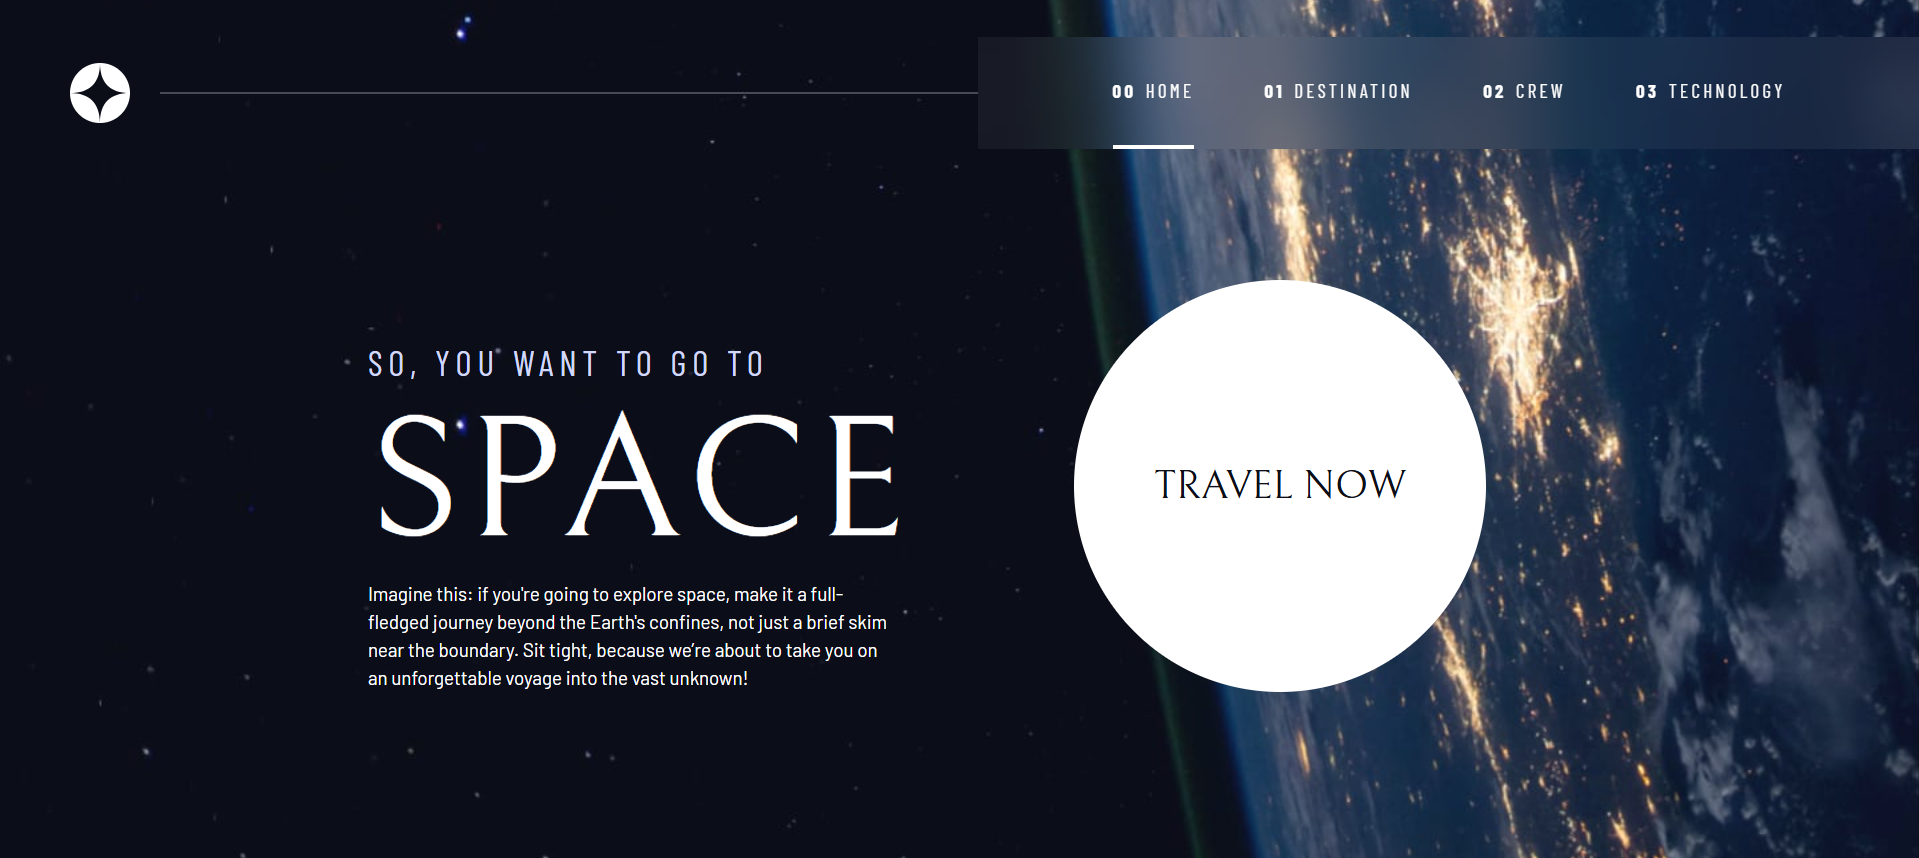 00 HOME 01 DESTINATION 02 CREW 03 TECHNOLOGY
SO, YOU WANT TO GO TO
SPACE
Imagine this: if you're going to explore space, make it a full-
fledged journey beyond the Earth's confines, not just a brief skim
near the boundary. Sit tight, because we’re about to take you on
an unforgettable voyage into the vast unknown!
TRAVEL NOW